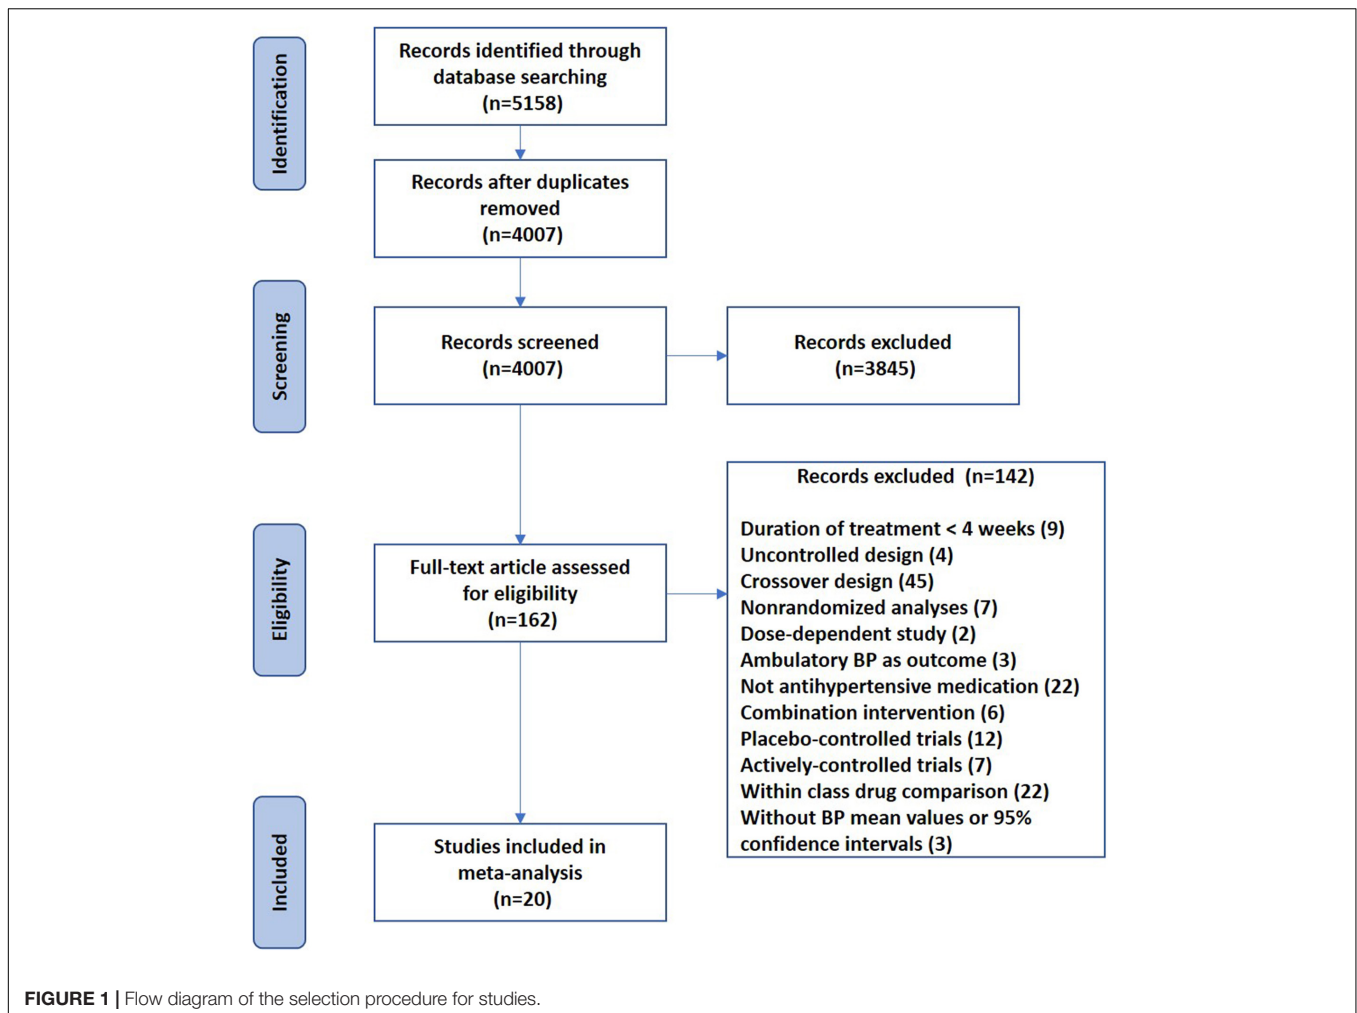 Identification
Records identified through
database searching
(n=5158)
Records after duplicates
removed
(n=4007)
Screening
Records screened
(n=4007)
Records excluded
(n=3845)
Eligibility
Full-text article assessed
for eligibility
(n=162)
Records excluded (n=142)
Duration of treatment < 4 weeks (9)
Uncontrolled design (4)
Crossover design (45)
Nonrandomized analyses (7)
Dose-dependent study (2)
Ambulatory BP as outcome (3)
Not antihypertensive medication (22)
Combination intervention (6)
Placebo-controlled trials (12)
Actively-controlled trials (7)
Within class drug comparison (22)
Without BP mean values or 95%
confidence intervals (3)
Included
Studies included in
meta-analysis
(n=20)
FIGURE 1 | Flow diagram of the selection procedure for studies.